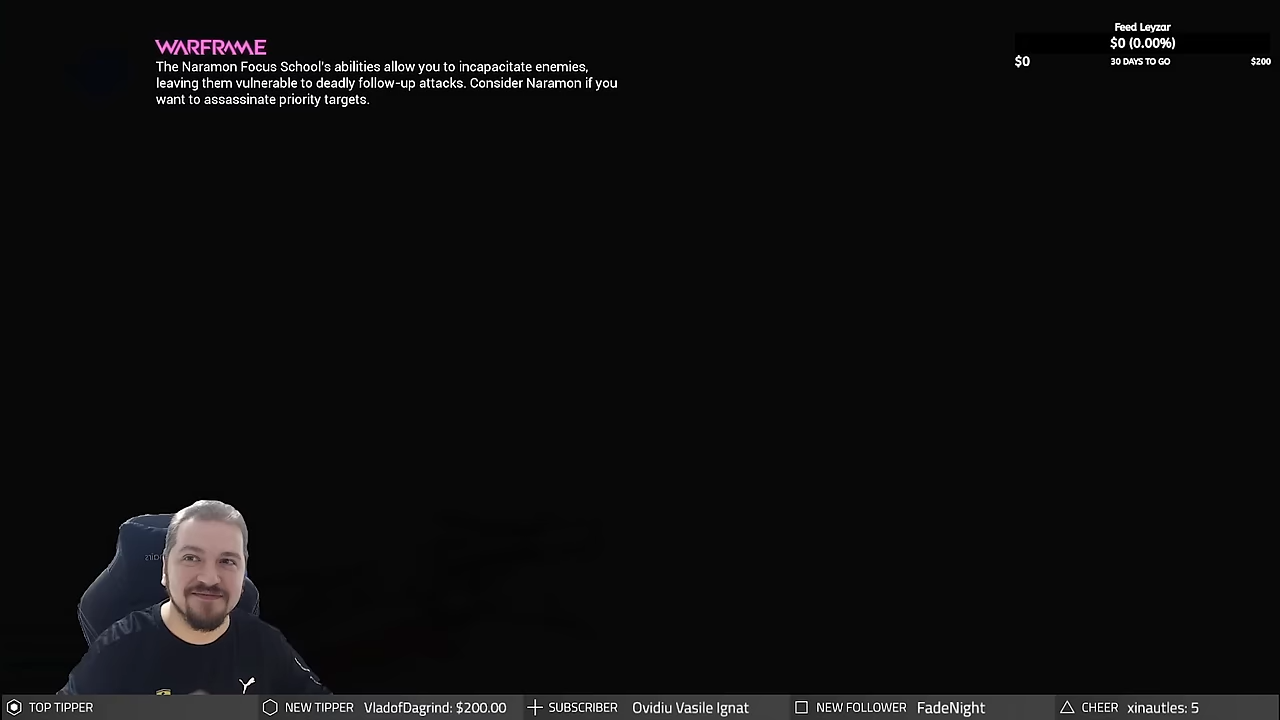 WARFRAME
The Naramon Focus School's abilities allow you to incapacitate enemies,
leaving them vulnerable to deadly follow-up attacks. Consider Naramon if you
want to assassinate priority targets.
Feed Leyzar
$0 (0.00%)
$0 30 DAYS TO GO $200
TOP TIPPER NEW TIPPER VladofDagrind: $200.00 SUBSCRIBER Ovidiu Vasile Ignat NEW FOLLOWER FadeNight CHEER xinautles: 5